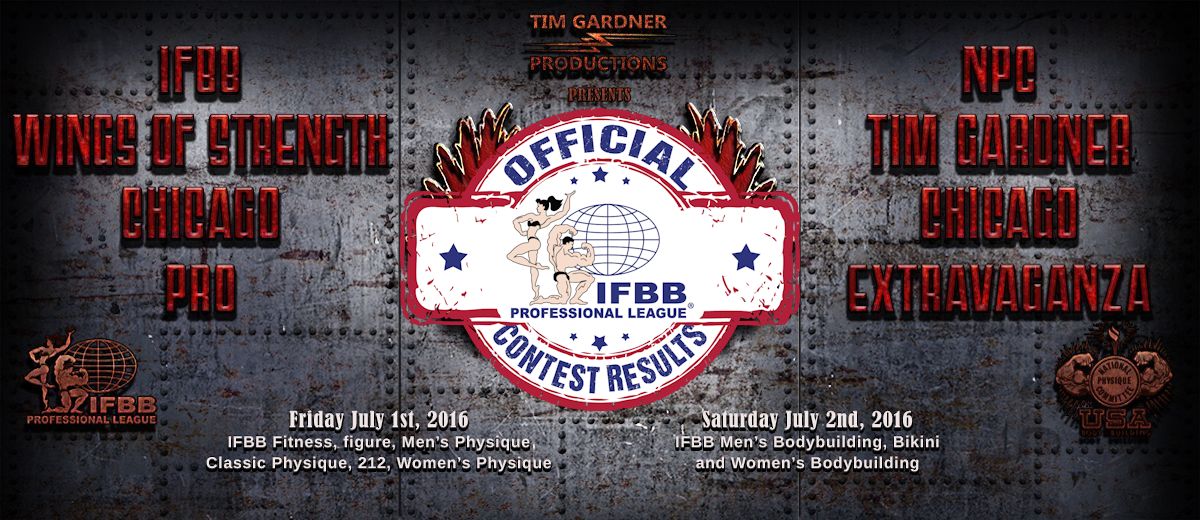 TIM GARDNER
PRODUCTIONS
PRESENTS
IFBB
WINGS OF STRENGTH
CHICAGO
PRO
NPC
TIM GARDNER
CHICAGO
EXTRAVAGANZA
OFFICIAL
IFBB
PROFESSIONAL LEAGUE®
CONTEST RESULTS
IFBB
PROFESSIONAL LEAGUE
NATIONAL
PHYSIQUE
COMMITTEE
USA
BODY BUILDING
Friday July 1st, 2016
IFBB Fitness, figure, Men's Physique,
Classic Physique, 212, Women's Physique
Saturday July 2nd, 2016
IFBB Men's Bodybuilding, Bikini
and Women's Bodybuilding